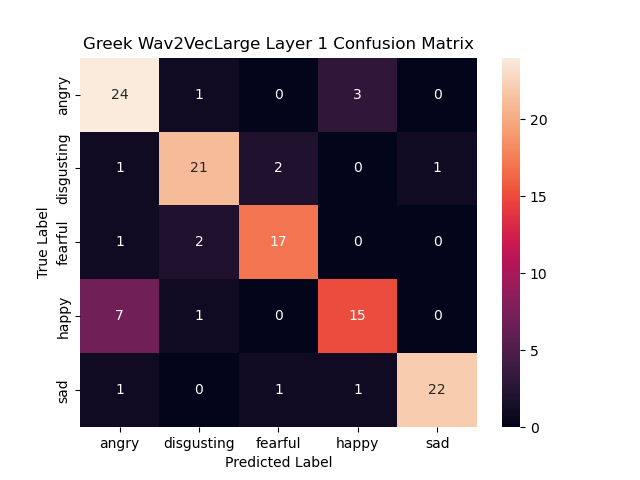 Greek Wav2VecLarge Layer 1 Confusion Matrix
True Label
angry 24 1 0 3 0
disgusting 1 21 2 0 1
fearful 1 2 17 0 0
happy 7 1 0 15 0
sad 1 0 1 1 22
angry disgusting fearful happy sad
Predicted Label
20
15
10
5
0